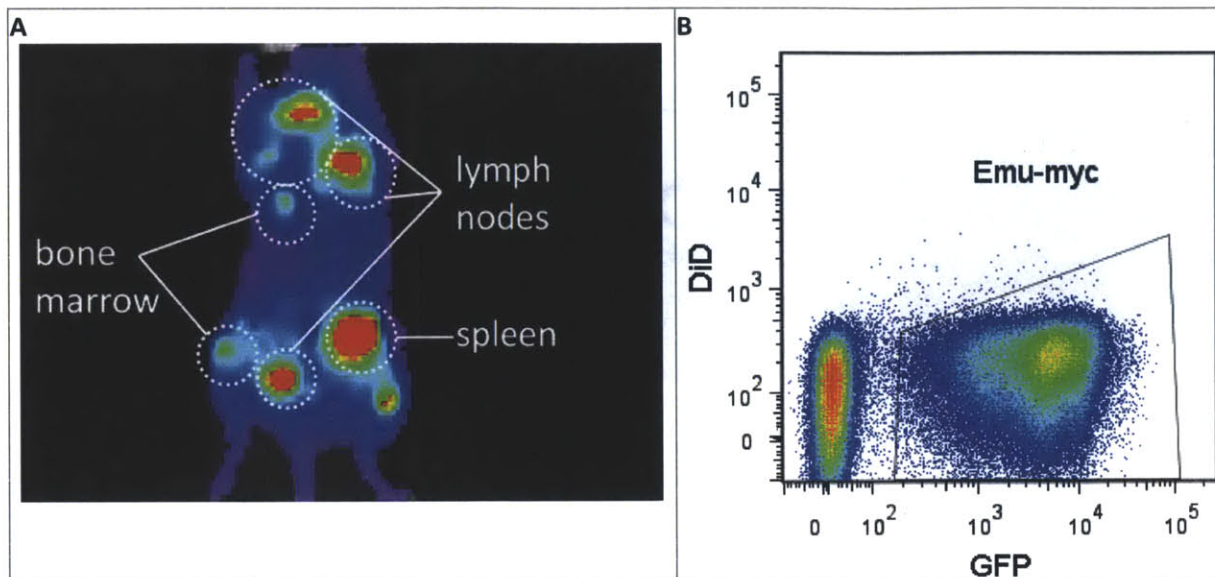 A
lymph
nodes
bone
marrow
spleen
B
Emu-myc
DiD
10^5
10^4
10^3
10^2
0
0 10^2 10^3 10^4 10^5
GFP